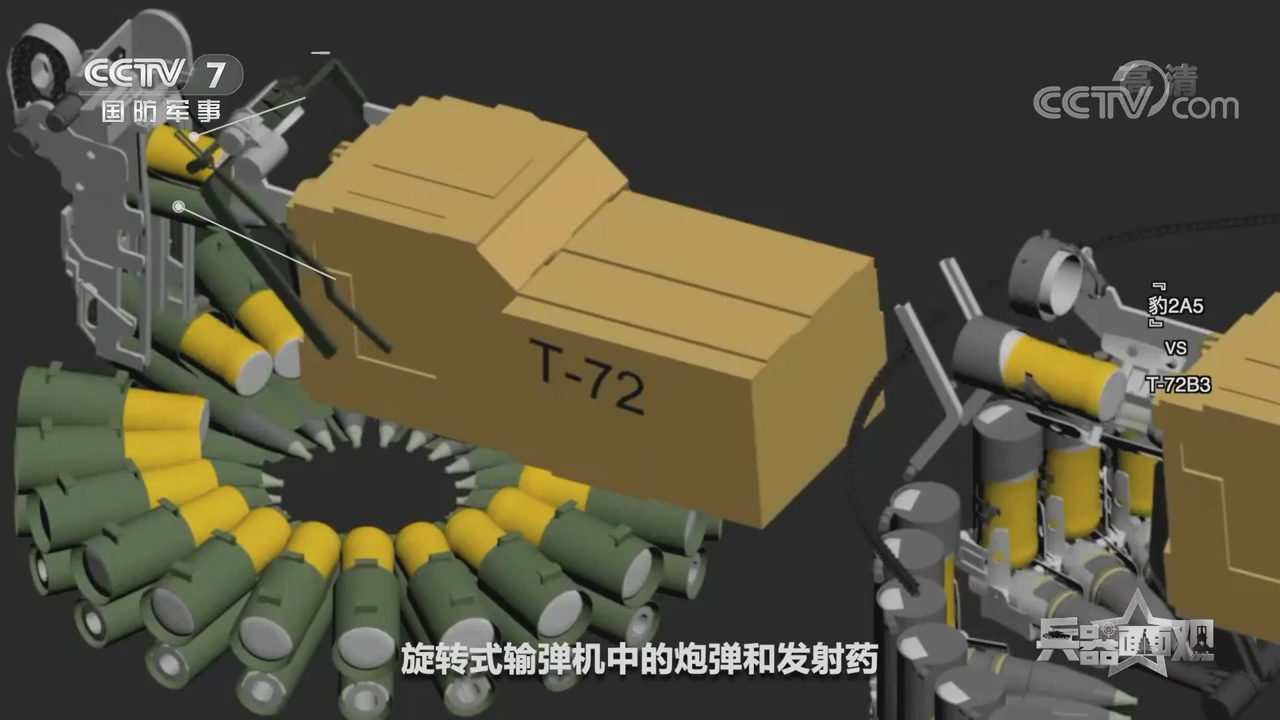 CCTV 7
国防军事
高清
CCTV.com
T-72
『豹2A5』
VS
T-72B3
兵器面面观
旋转式输弹机中的炮弹和发射药